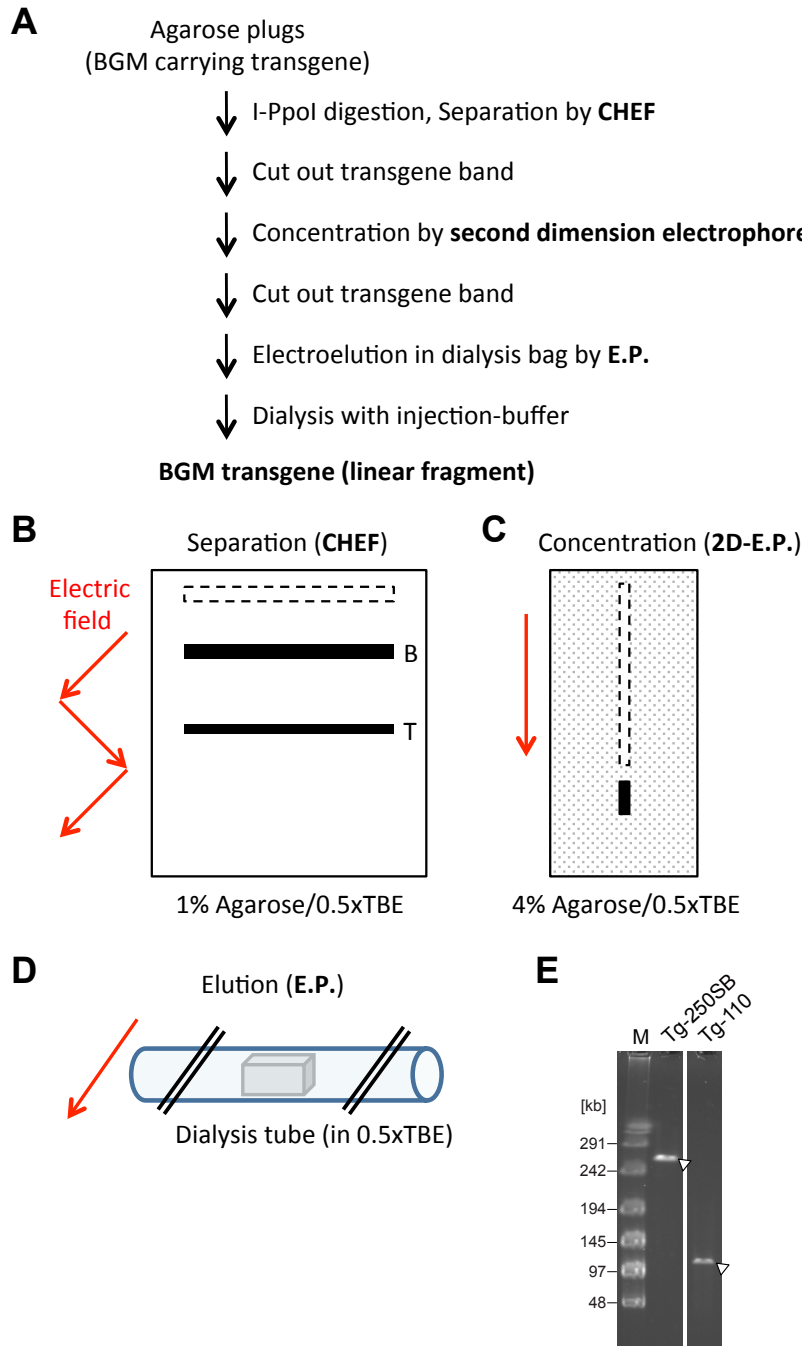 A
Agarose plugs
(BGM carrying transgene)
I-PpoI digestion, Separation by CHEF
Cut out transgene band
Concentration by second dimension electrophore
Cut out transgene band
Electroelution in dialysis bag by E.P.
Dialysis with injection-buffer
BGM transgene (linear fragment)
B
Separation (CHEF)
Electric
field
B
T
1% Agarose/0.5xTBE
C
Concentration (2D-E.P.)
4% Agarose/0.5xTBE
D
Elution (E.P.)
Dialysis tube (in 0.5xTBE)
E
M
Tg-250SB
Tg-110
[kb]
291
242
194
145
97
48